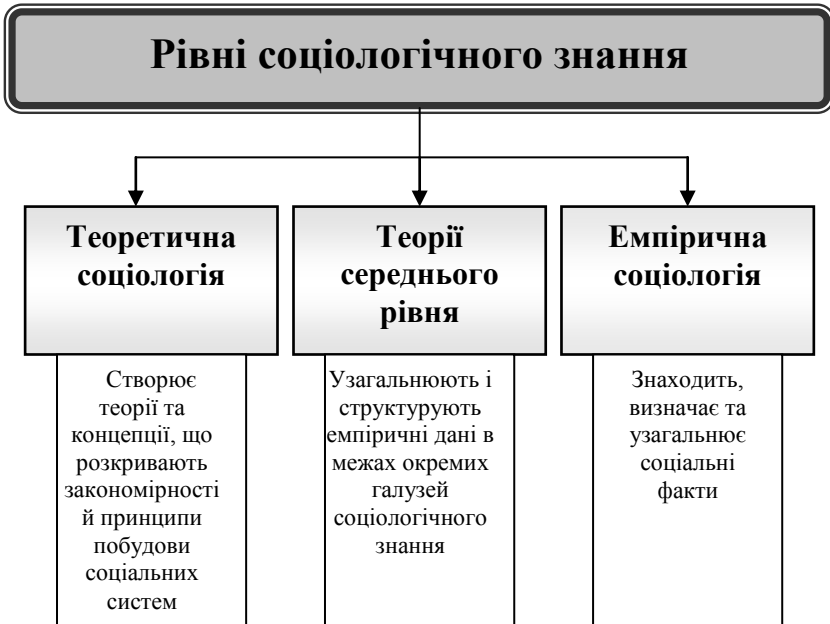 Рівні соціологічного знання
Теоретична
соціологія
Створює
теорії та
концепції, що
розкривають
закономірності
й принципи
побудови
соціальних
систем
Теорії
середнього
рівня
Узагальнюють і
структурують
емпіричні дані в
межах окремих
галузей
соціологічного
знання
Емпірична
соціологія
Знаходить,
визначає та
узагальнює
соціальні
факти